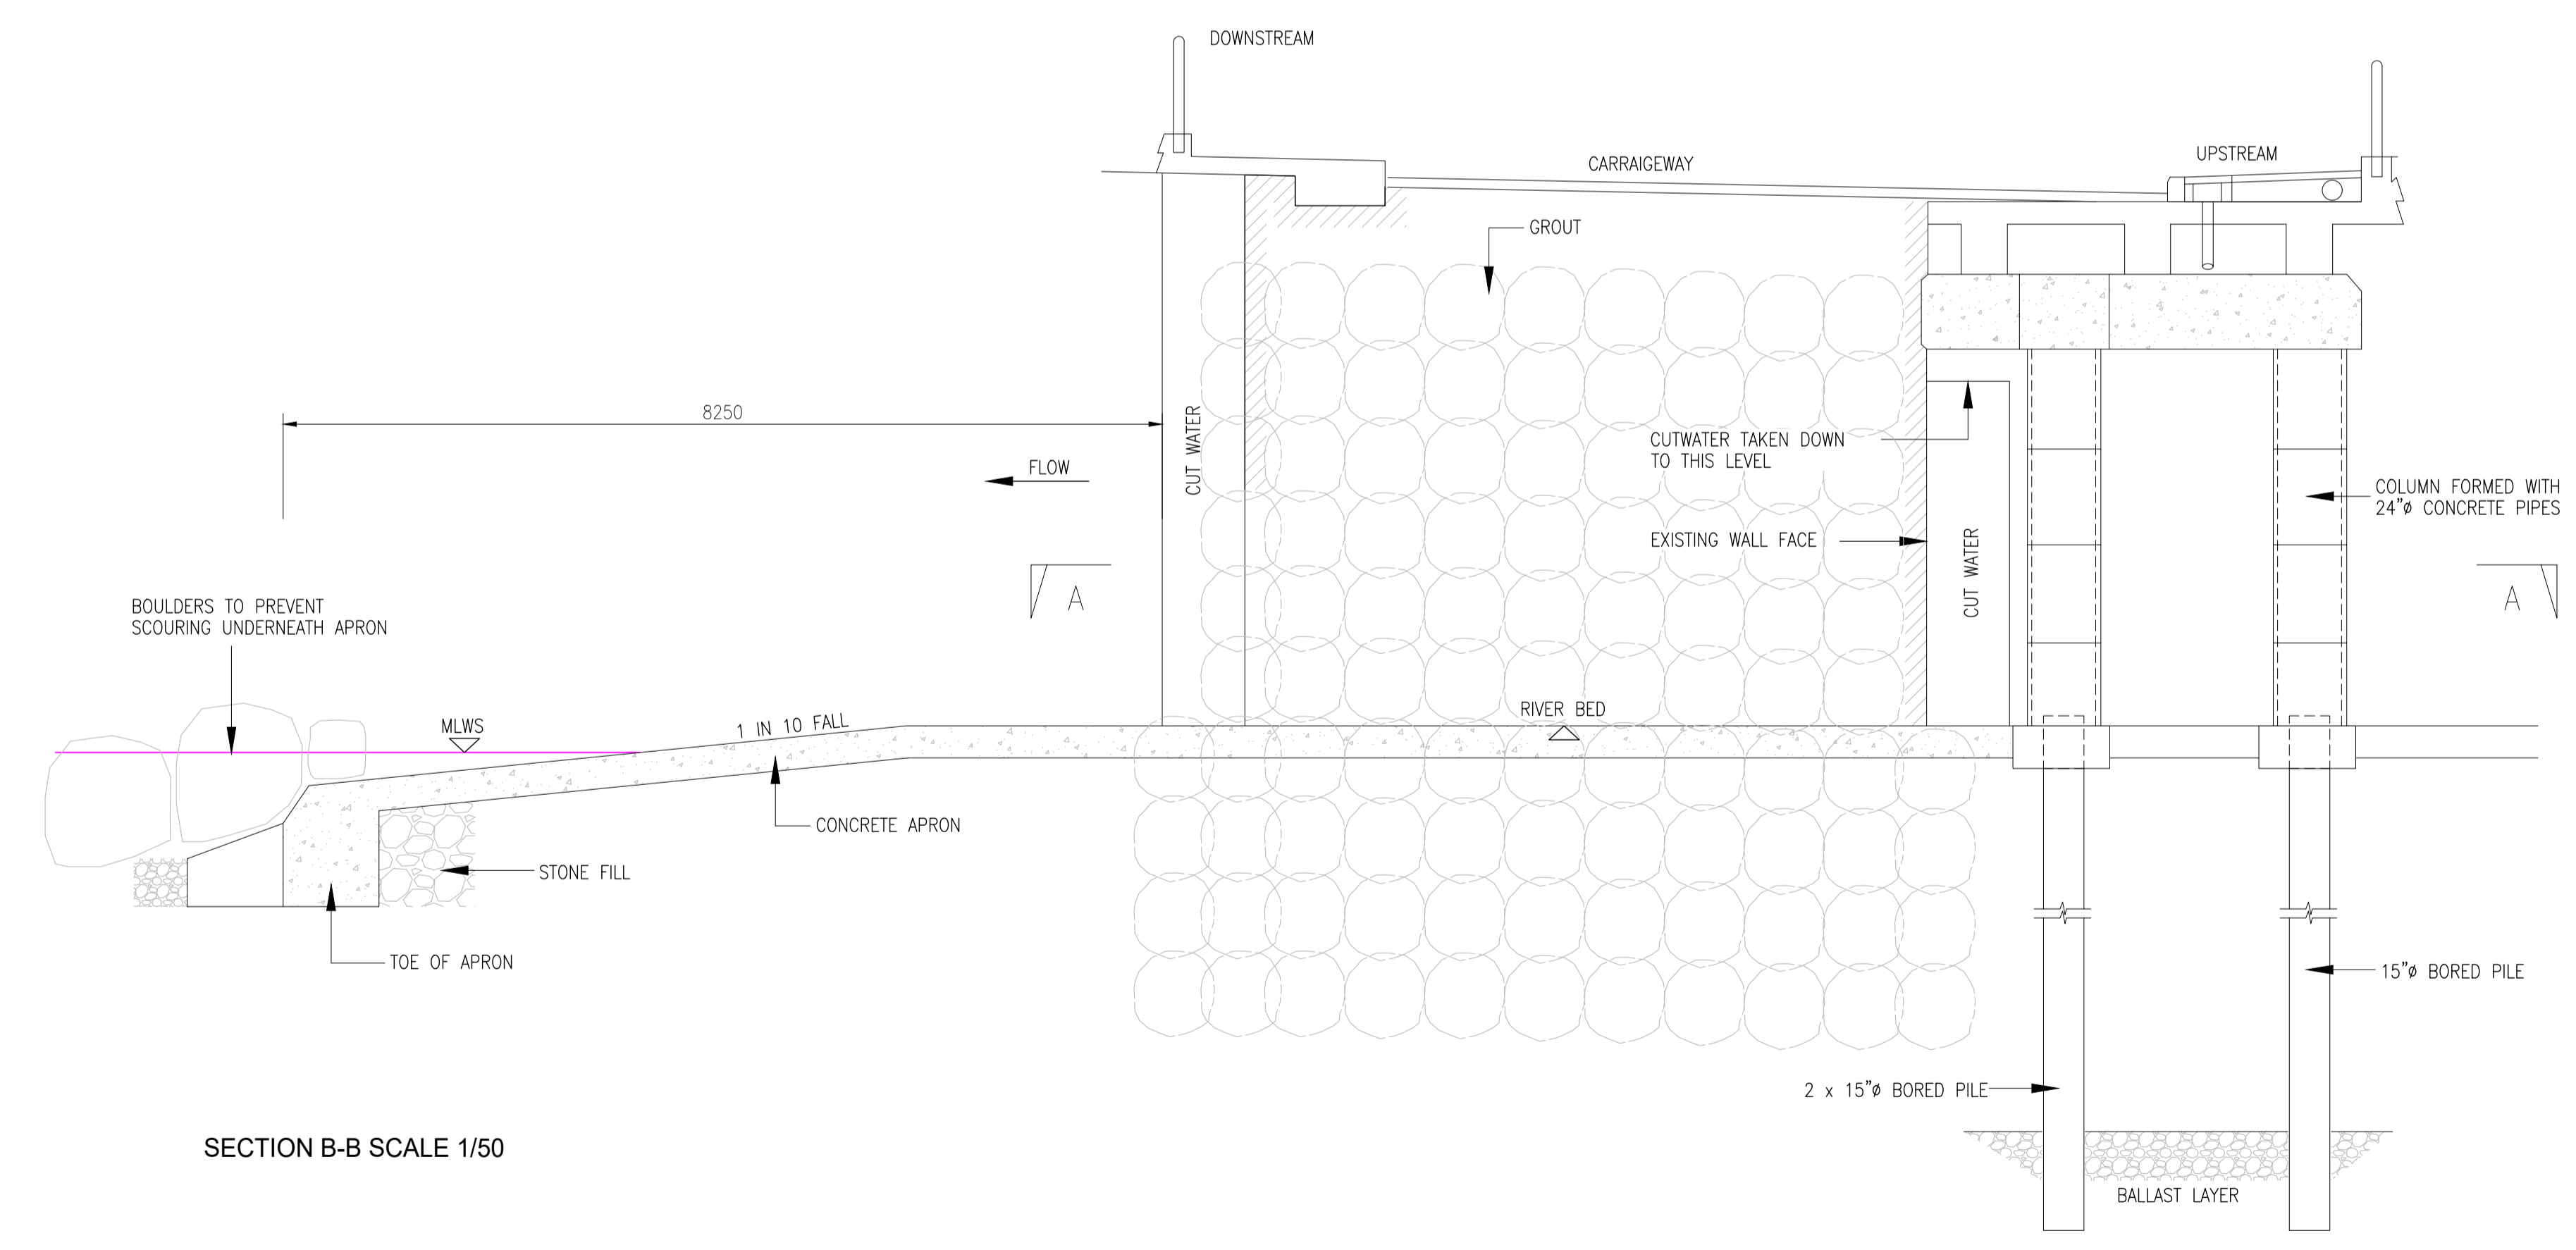 DOWNSTREAM
CARRAIGEWAY
UPSTREAM
GROUT
8250
CUT WATER
FLOW
CUTWATER TAKEN DOWN
TO THIS LEVEL
COLUMN FORMED WITH
24"ø CONCRETE PIPES
EXISTING WALL FACE
CUT WATER
A
A
BOULDERS TO PREVENT
SCOURING UNDERNEATH APRON
MLWS
1 IN 10 FALL
RIVER BED
CONCRETE APRON
STONE FILL
TOE OF APRON
15"ø BORED PILE
2 x 15"ø BORED PILE
SECTION B-B SCALE 1/50
BALLAST LAYER